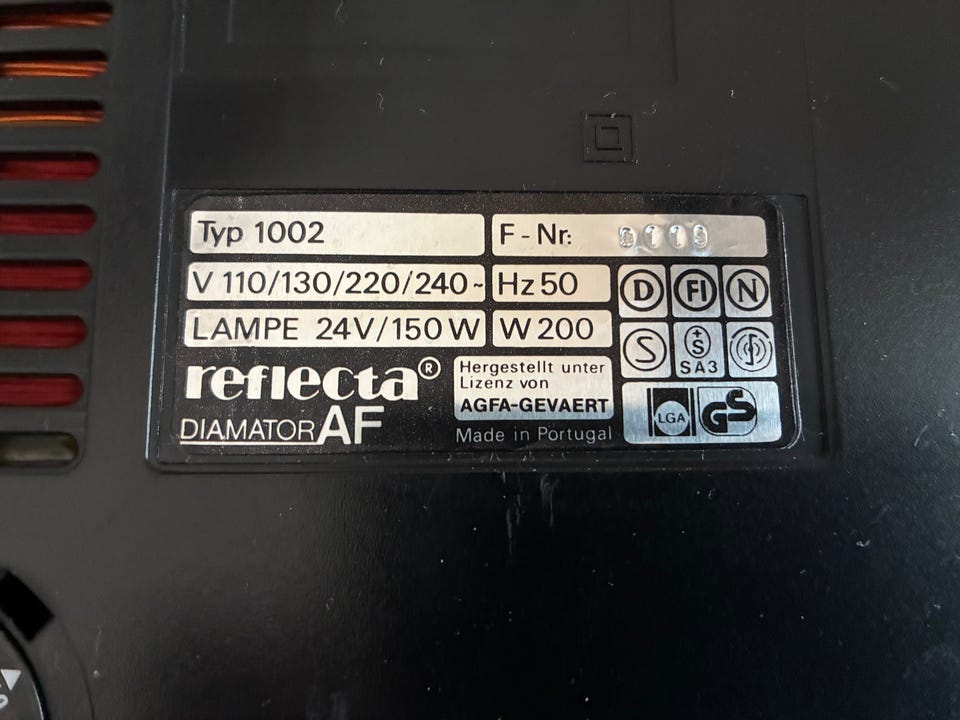 Typ 1002
F-Nr:
V 110/130/220/240~ Hz 50
D FI N
LAMPE 24V/150W W 200
S +S SA3
reflecta®
DIAMATOR AF
Hergestellt unter
Lizenz von
AGFA-GEVAERT
Made in Portugal
LGA GS